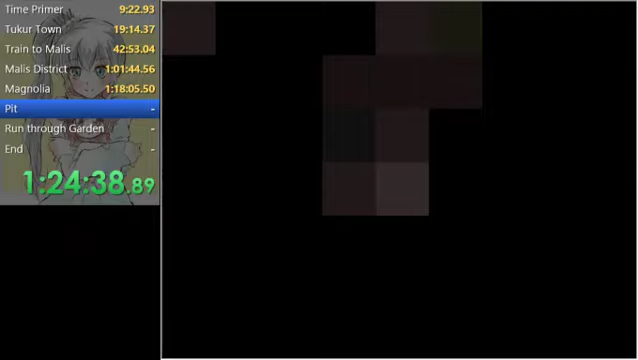 Time Primer 9:22.93
Tukur Town 19:14.37
Train to Malis 42:53.04
Malis District 1:01:44.56
Magnolia 1:18:05.50
Pit -
Run through Garden -
End -
1:24:38.89